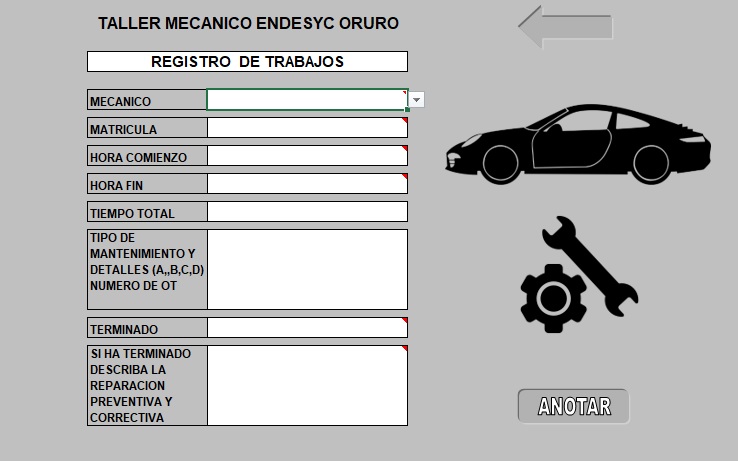 TALLER MECANICO ENDESYC ORURO
REGISTRO DE TRABAJOS
MECANICO
MATRICULA
HORA COMIENZO
HORA FIN
TIEMPO TOTAL
TIPO DE
MANTENIMIENTO Y
DETALLES (A,,B,C,D)
NUMERO DE OT
TERMINADO
SI HA TERMINADO
DESCRIBA LA
REPARACION
PREVENTIVA Y
CORRECTIVA
ANOTAR